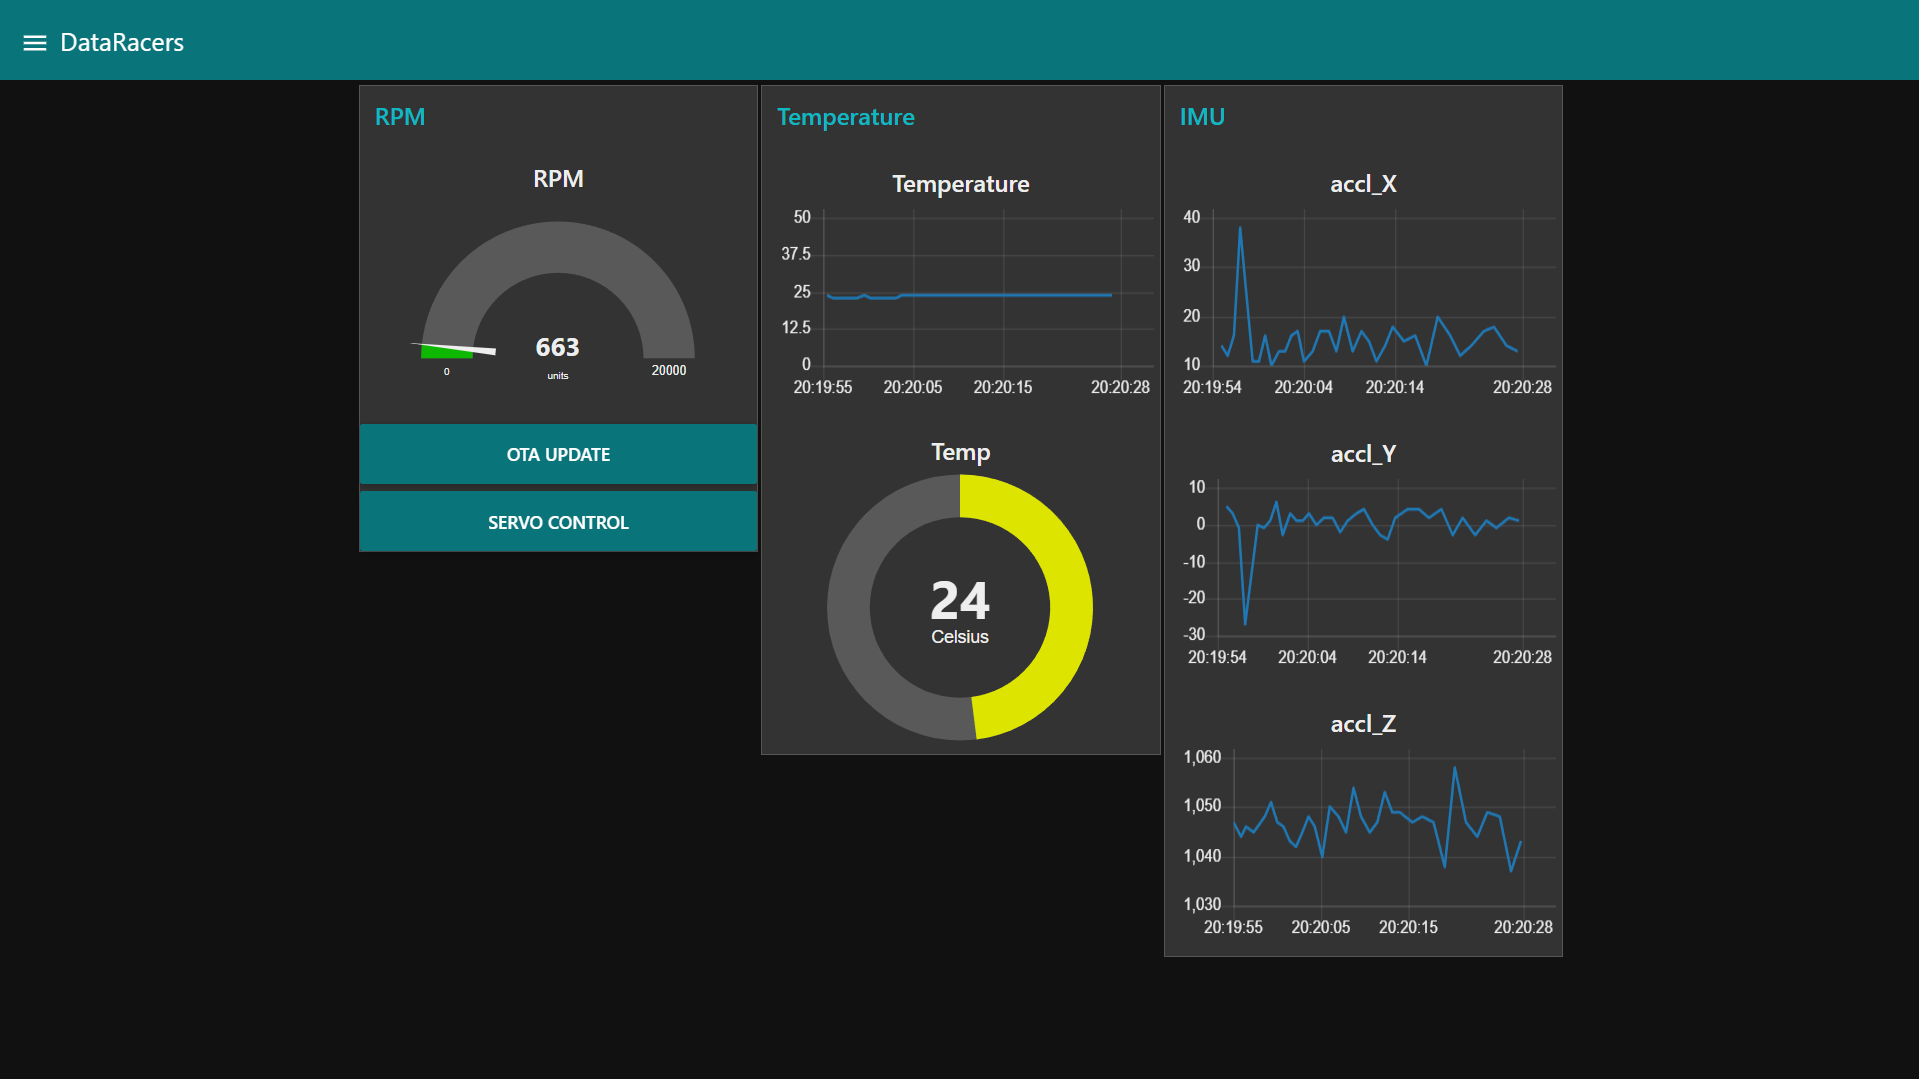 DataRacers
RPM
RPM
663
units
0
20000
OTA UPDATE
SERVO CONTROL
Temperature
Temperature
50
37.5
25
12.5
0
20:19:55 20:20:05 20:20:15 20:20:28
Temp
24
Celsius
IMU
accl_X
40
30
20
10
20:19:54 20:20:04 20:20:14 20:20:28
accl_Y
10
0
-10
-20
-30
20:19:54 20:20:04 20:20:14 20:20:28
accl_Z
1,060
1,050
1,040
1,030
20:19:55 20:20:05 20:20:15 20:20:28